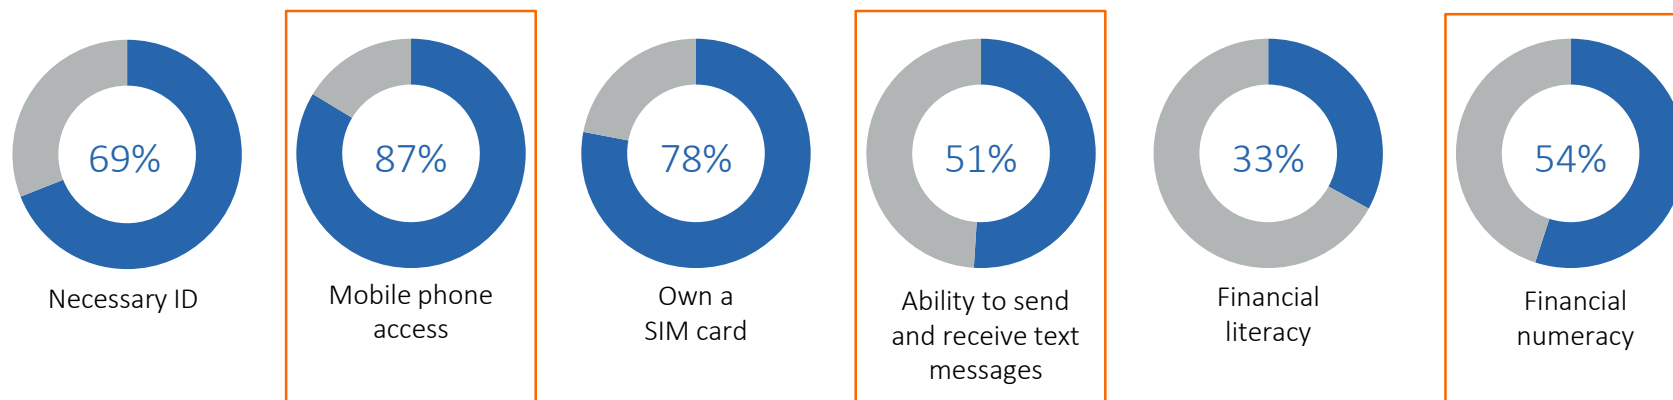 69%
87%
78%
51%
33%
54%
Necessary ID
Mobile phone
access
Own a
SIM card
Ability to send
and receive text
messages
Financial
literacy
Financial
numeracy